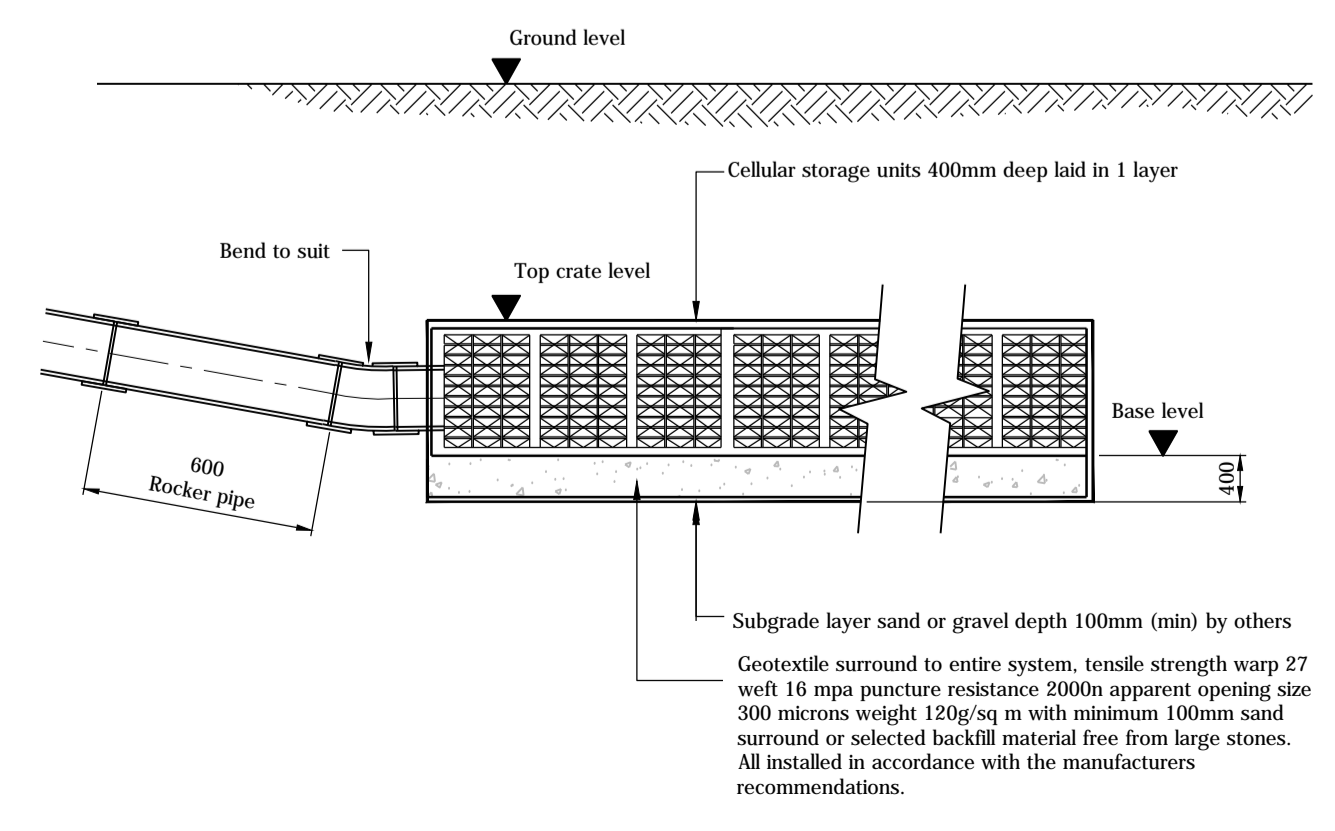 Ground level
Cellular storage units 400mm deep laid in 1 layer
Bend to suit
Top crate level
Base level
400
600
Rocker pipe
Subgrade layer sand or gravel depth 100mm (min) by others
Geotextile surround to entire system, tensile strength warp 27
weft 16 mpa puncture resistance 2000n apparent opening size
300 microns weight 120g/sq m with minimum 100mm sand
surround or selected backfill material free from large stones.
All installed in accordance with the manufacturers
recommendations.